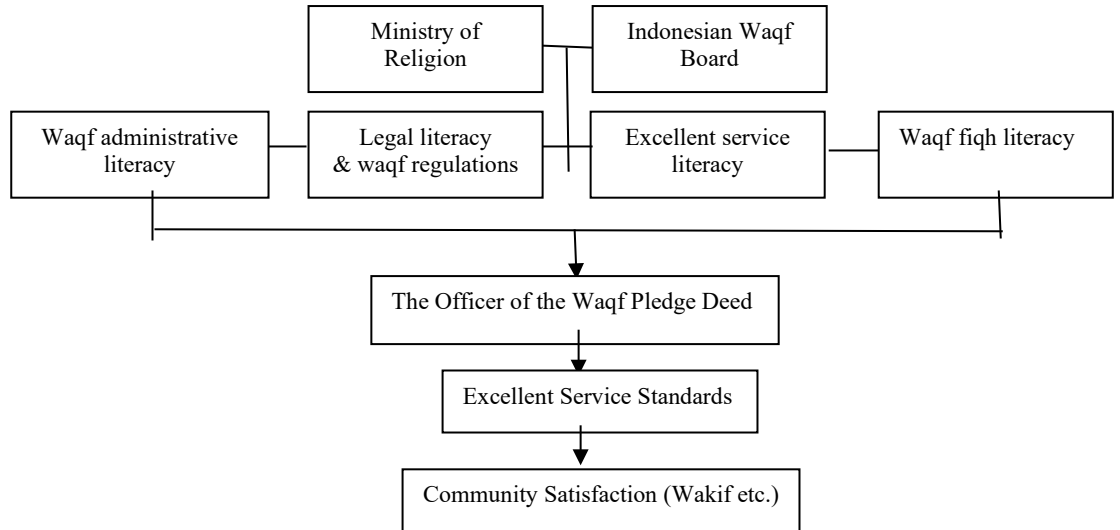 Ministry of
Religion
Indonesian Waqf
Board
Waqf administrative
literacy
Legal literacy
& waqf regulations
Excellent service
literacy
Waqf fiqh literacy
The Officer of the Waqf Pledge Deed
Excellent Service Standards
Community Satisfaction (Wakif etc.)